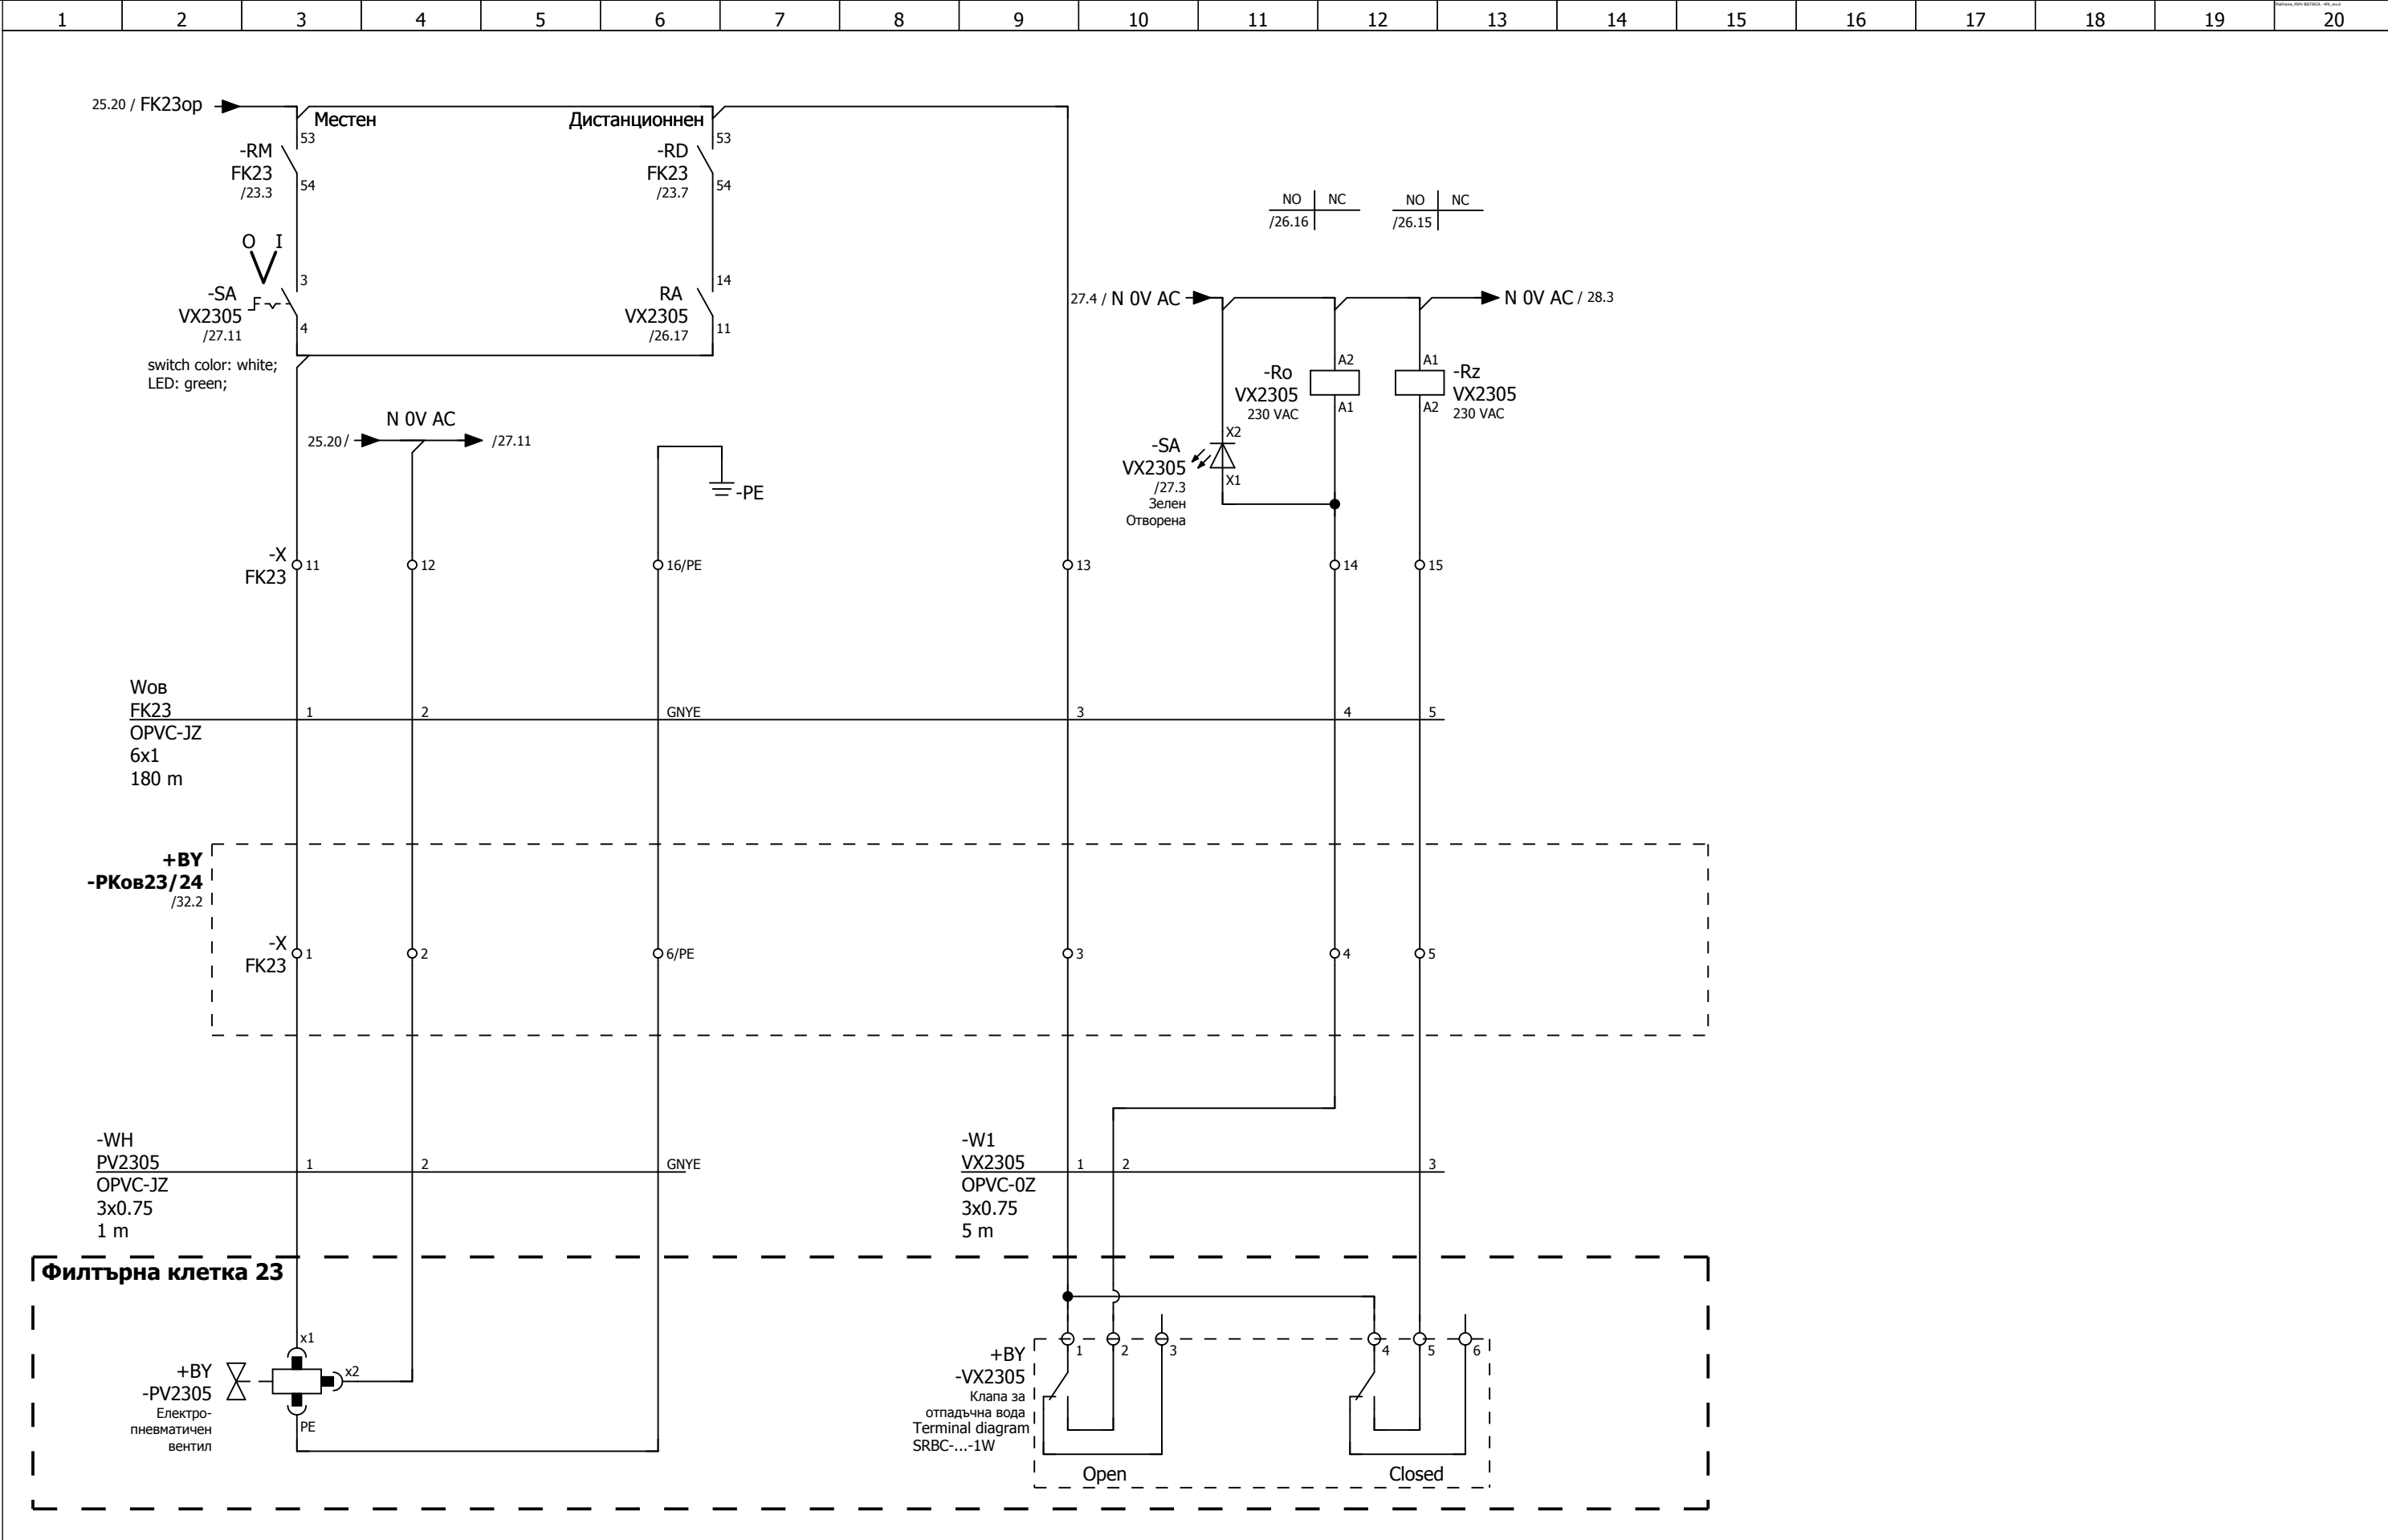 1 2 3 4 5 6 7 8 9 10 11 12 13 14 15 16 17 18 19 20
25.20 / FK23op
Местен
Дистанционнен
53
-RM
FK23
/23.3
54
53
-RD
FK23
/23.7
54
NO NC
/26.16
NO NC
/26.15
O I
3
-SA
VX2305
/27.11
4
switch color: white;
LED: green;
14
RA
VX2305
/26.17
11
27.4 / N 0V AC
N 0V AC / 28.3
A2
-Ro
VX2305
230 VAC
A1
A1
-Rz
VX2305
230 VAC
A2
N 0V AC
25.20 /
/27.11
-PE
X2
-SA
VX2305
/27.3
Зелен
Отворена
X1
-X
FK23
11
12
16/PE
13
14
15
Wов
FK23
OPVC-JZ
6x1
180 m
1
2
GNYE
3
4
5
+BY
-РКов23/24
/32.2
-X
FK23
1
2
6/PE
3
4
5
-WH
PV2305
OPVC-JZ
3x0.75
1 m
1
2
GNYE
-W1
VX2305
OPVC-0Z
3x0.75
5 m
1
2
3
Филтърна клетка 23
x1
x2
PE
+BY
-PV2305
Електро-
пневматичен
вентил
+BY
-VX2305
Клапа за
отпадъчна вода
Terminal diagram
SRBC-...-1W
1
2
3
4
5
6
Open
Closed